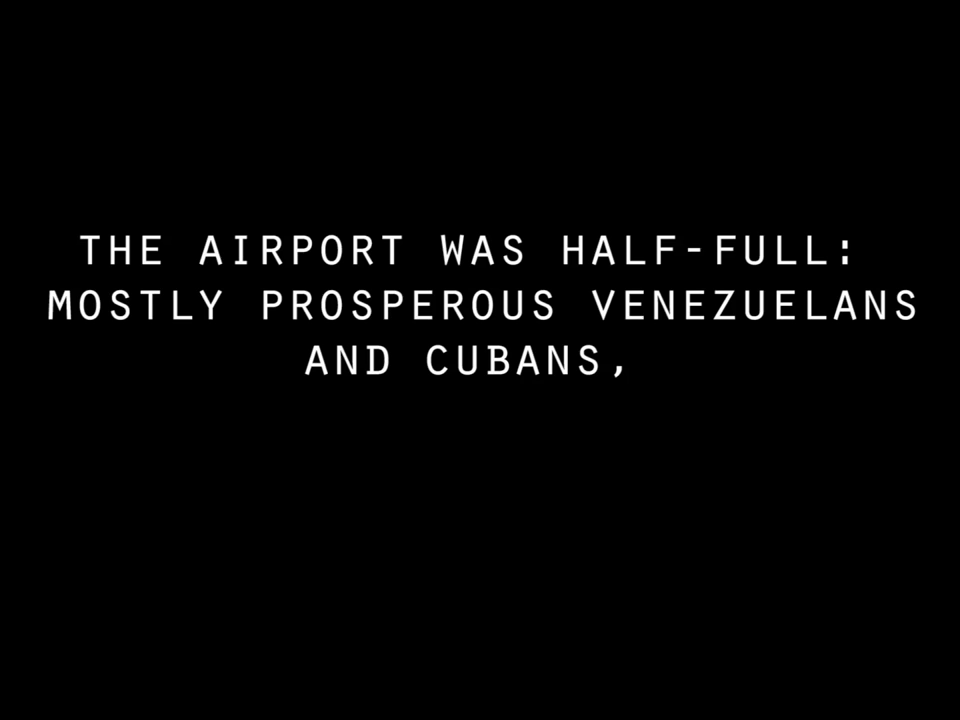 THE AIRPORT WAS HALF-FULL:
MOSTLY PROSPEROUS VENEZUELANS
AND CUBANS,